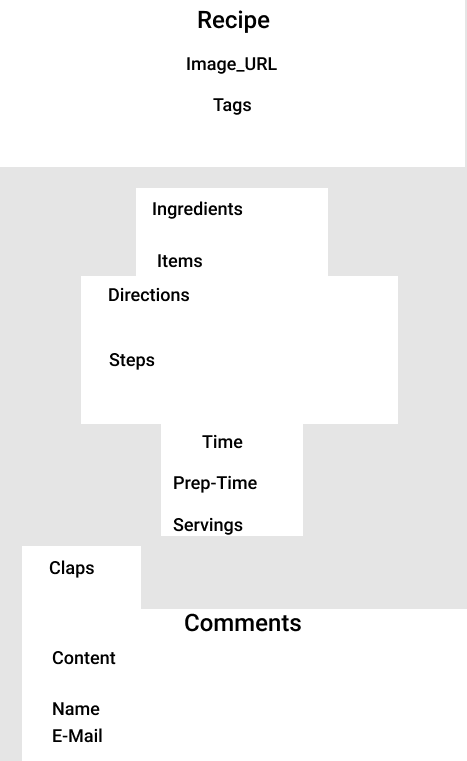 Recipe
Image_URL
Tags
Ingredients
Items
Directions
Steps
Time
Prep-Time
Servings
Claps
Comments
Content
Name
E-Mail